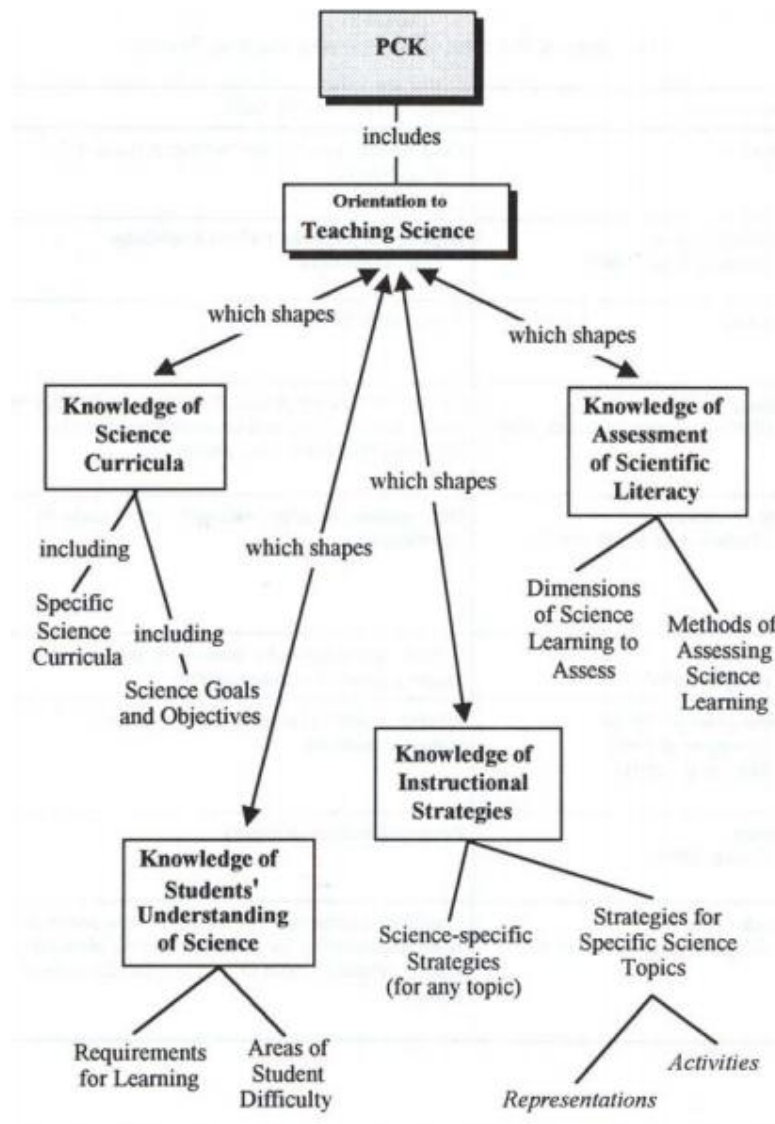 PCK
includes
Orientation to
Teaching Science
which shapes
which shapes
Knowledge of
Science
Curricula
Knowledge of
Assessment
of Scientific
Literacy
which shapes
which shapes
including
Specific
Science
Curricula
including
Science Goals
and Objectives
Dimensions
of Science
Learning to
Assess
Methods of
Assessing
Science
Learning
Knowledge of
Instructional
Strategies
Knowledge of
Students'
Understanding
of Science
Science-specific
Strategies
(for any topic)
Strategies for
Specific Science
Topics
Requirements
for Learning
Areas of
Student
Difficulty
Representations
Activities